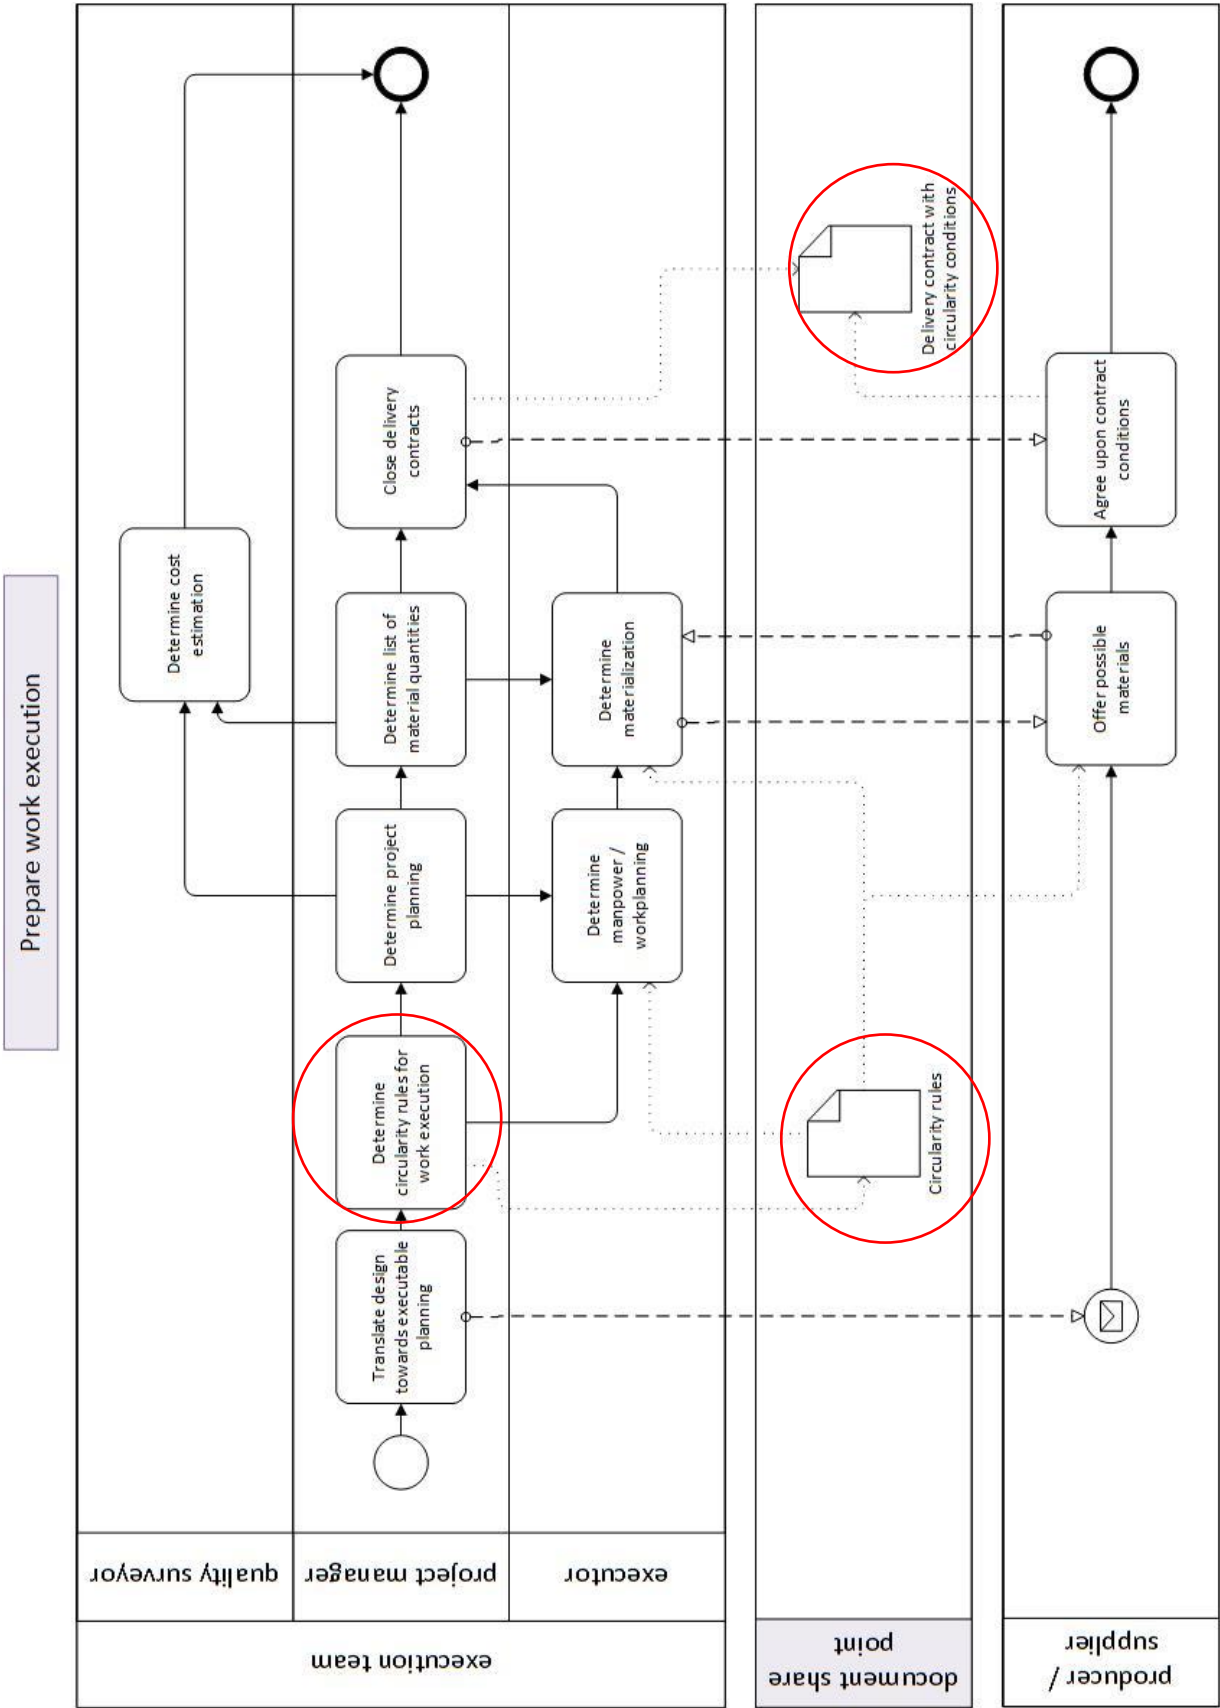 Prepare work execution
execution team
quality surveyor
project manager
executor
document share
point
producer /
supplier
Determine cost
estimation
Translate design
towards executable
planning
Determine
circularity rules for
work execution
Determine project
planning
Determine list of
material quantities
Close delivery
contracts
Determine
manpower /
workplanning
Determine
materialization
Circularity rules
Delivery contract with
circularity conditions
Offer possible
materials
Agree upon contract
conditions